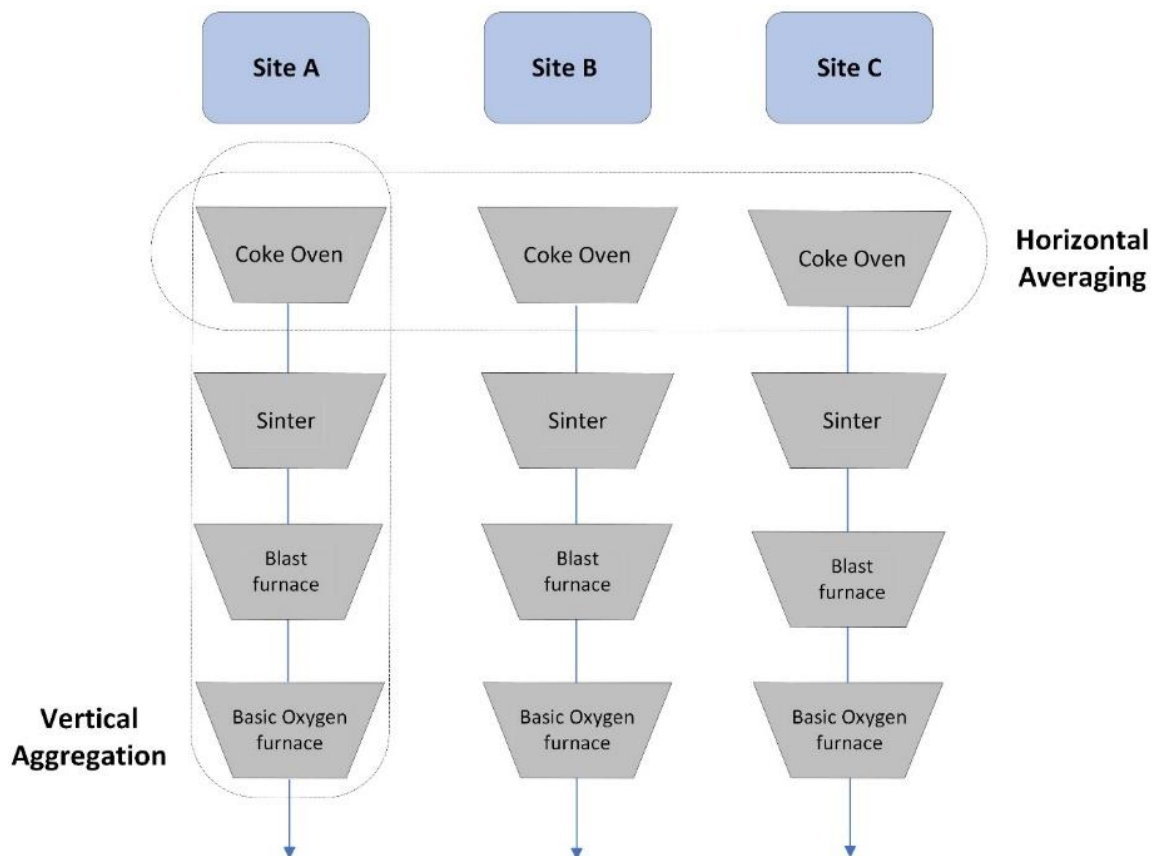 Site A
Site B
Site C
Coke Oven
Coke Oven
Coke Oven
Horizontal
Averaging
Sinter
Sinter
Sinter
Blast
furnace
Blast
furnace
Blast
furnace
Vertical
Aggregation
Basic Oxygen
furnace
Basic Oxygen
furnace
Basic Oxygen
furnace